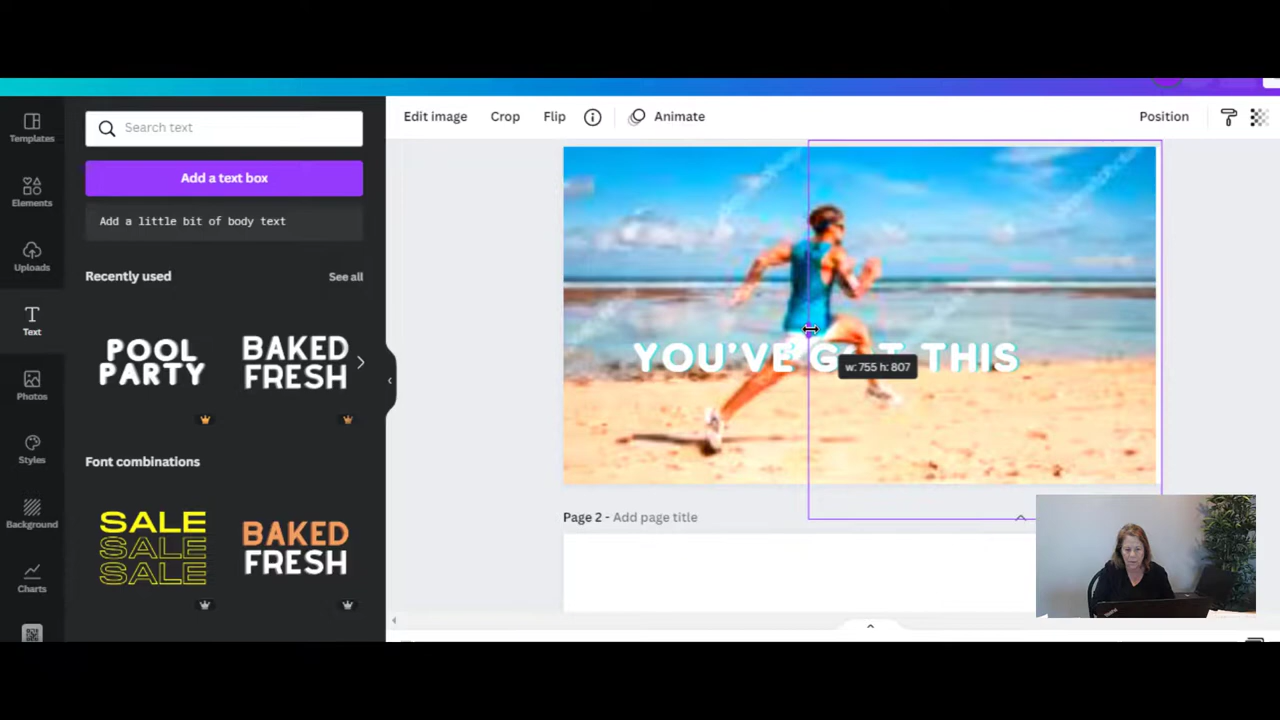 Edit image
Crop
Flip
Animate
Position
Templates
Elements
Uploads
Text
Photos
Styles
Background
Charts
Search text
Add a text box
Add a little bit of body text
Recently used
See all
POOL
PARTY
BAKED
FRESH
Font combinations
SALE
SALE
SALE
BAKED
FRESH
YOU'VE GOT THIS
w: 755 h: 807
Page 2 - Add page title